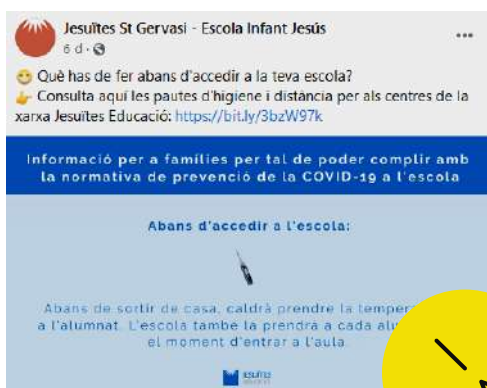 Jesuïtes St Gervasi - Escola Infant Jesús
6 d ·
Què has de fer abans d'accedir a la teva escola?
Consulta aquí les pautes d'higiene i distància per als centres de la
xarxa Jesuïtes Educació: https://bit.ly/3bzW97k
Informació per a famílies per tal de poder complir amb
la normativa de prevenció de la COVID-19 a l'escola
Abans d'accedir a l'escola:
Abans de sortir de casa, caldrà prendre la
a l'alumnat. L'escola també la prendrà a cada
el moment d'entrar a l'aula.
jesuïtes